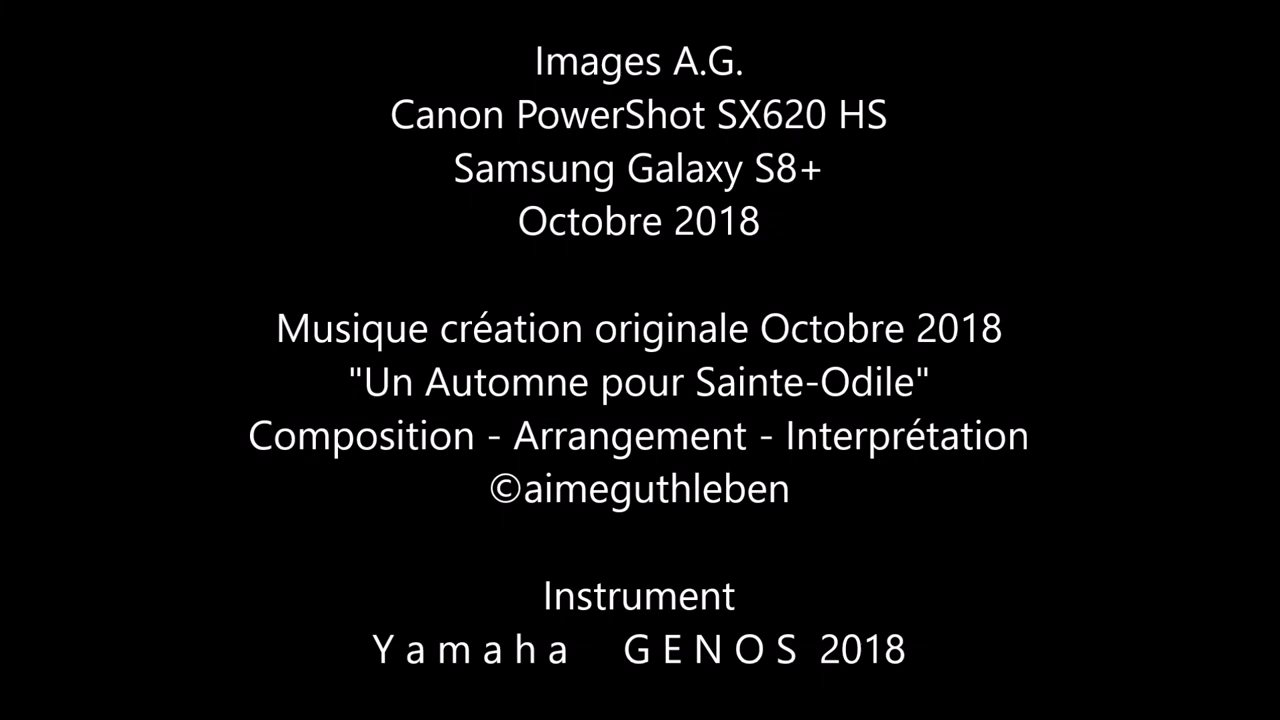 Images A.G.
Canon PowerShot SX620 HS
Samsung Galaxy S8+
Octobre 2018
Musique création originale Octobre 2018
"Un Automne pour Sainte-Odile"
Composition - Arrangement - Interprétation
©aimeguthleben
Instrument
Y a m a h a G E N O S 2018